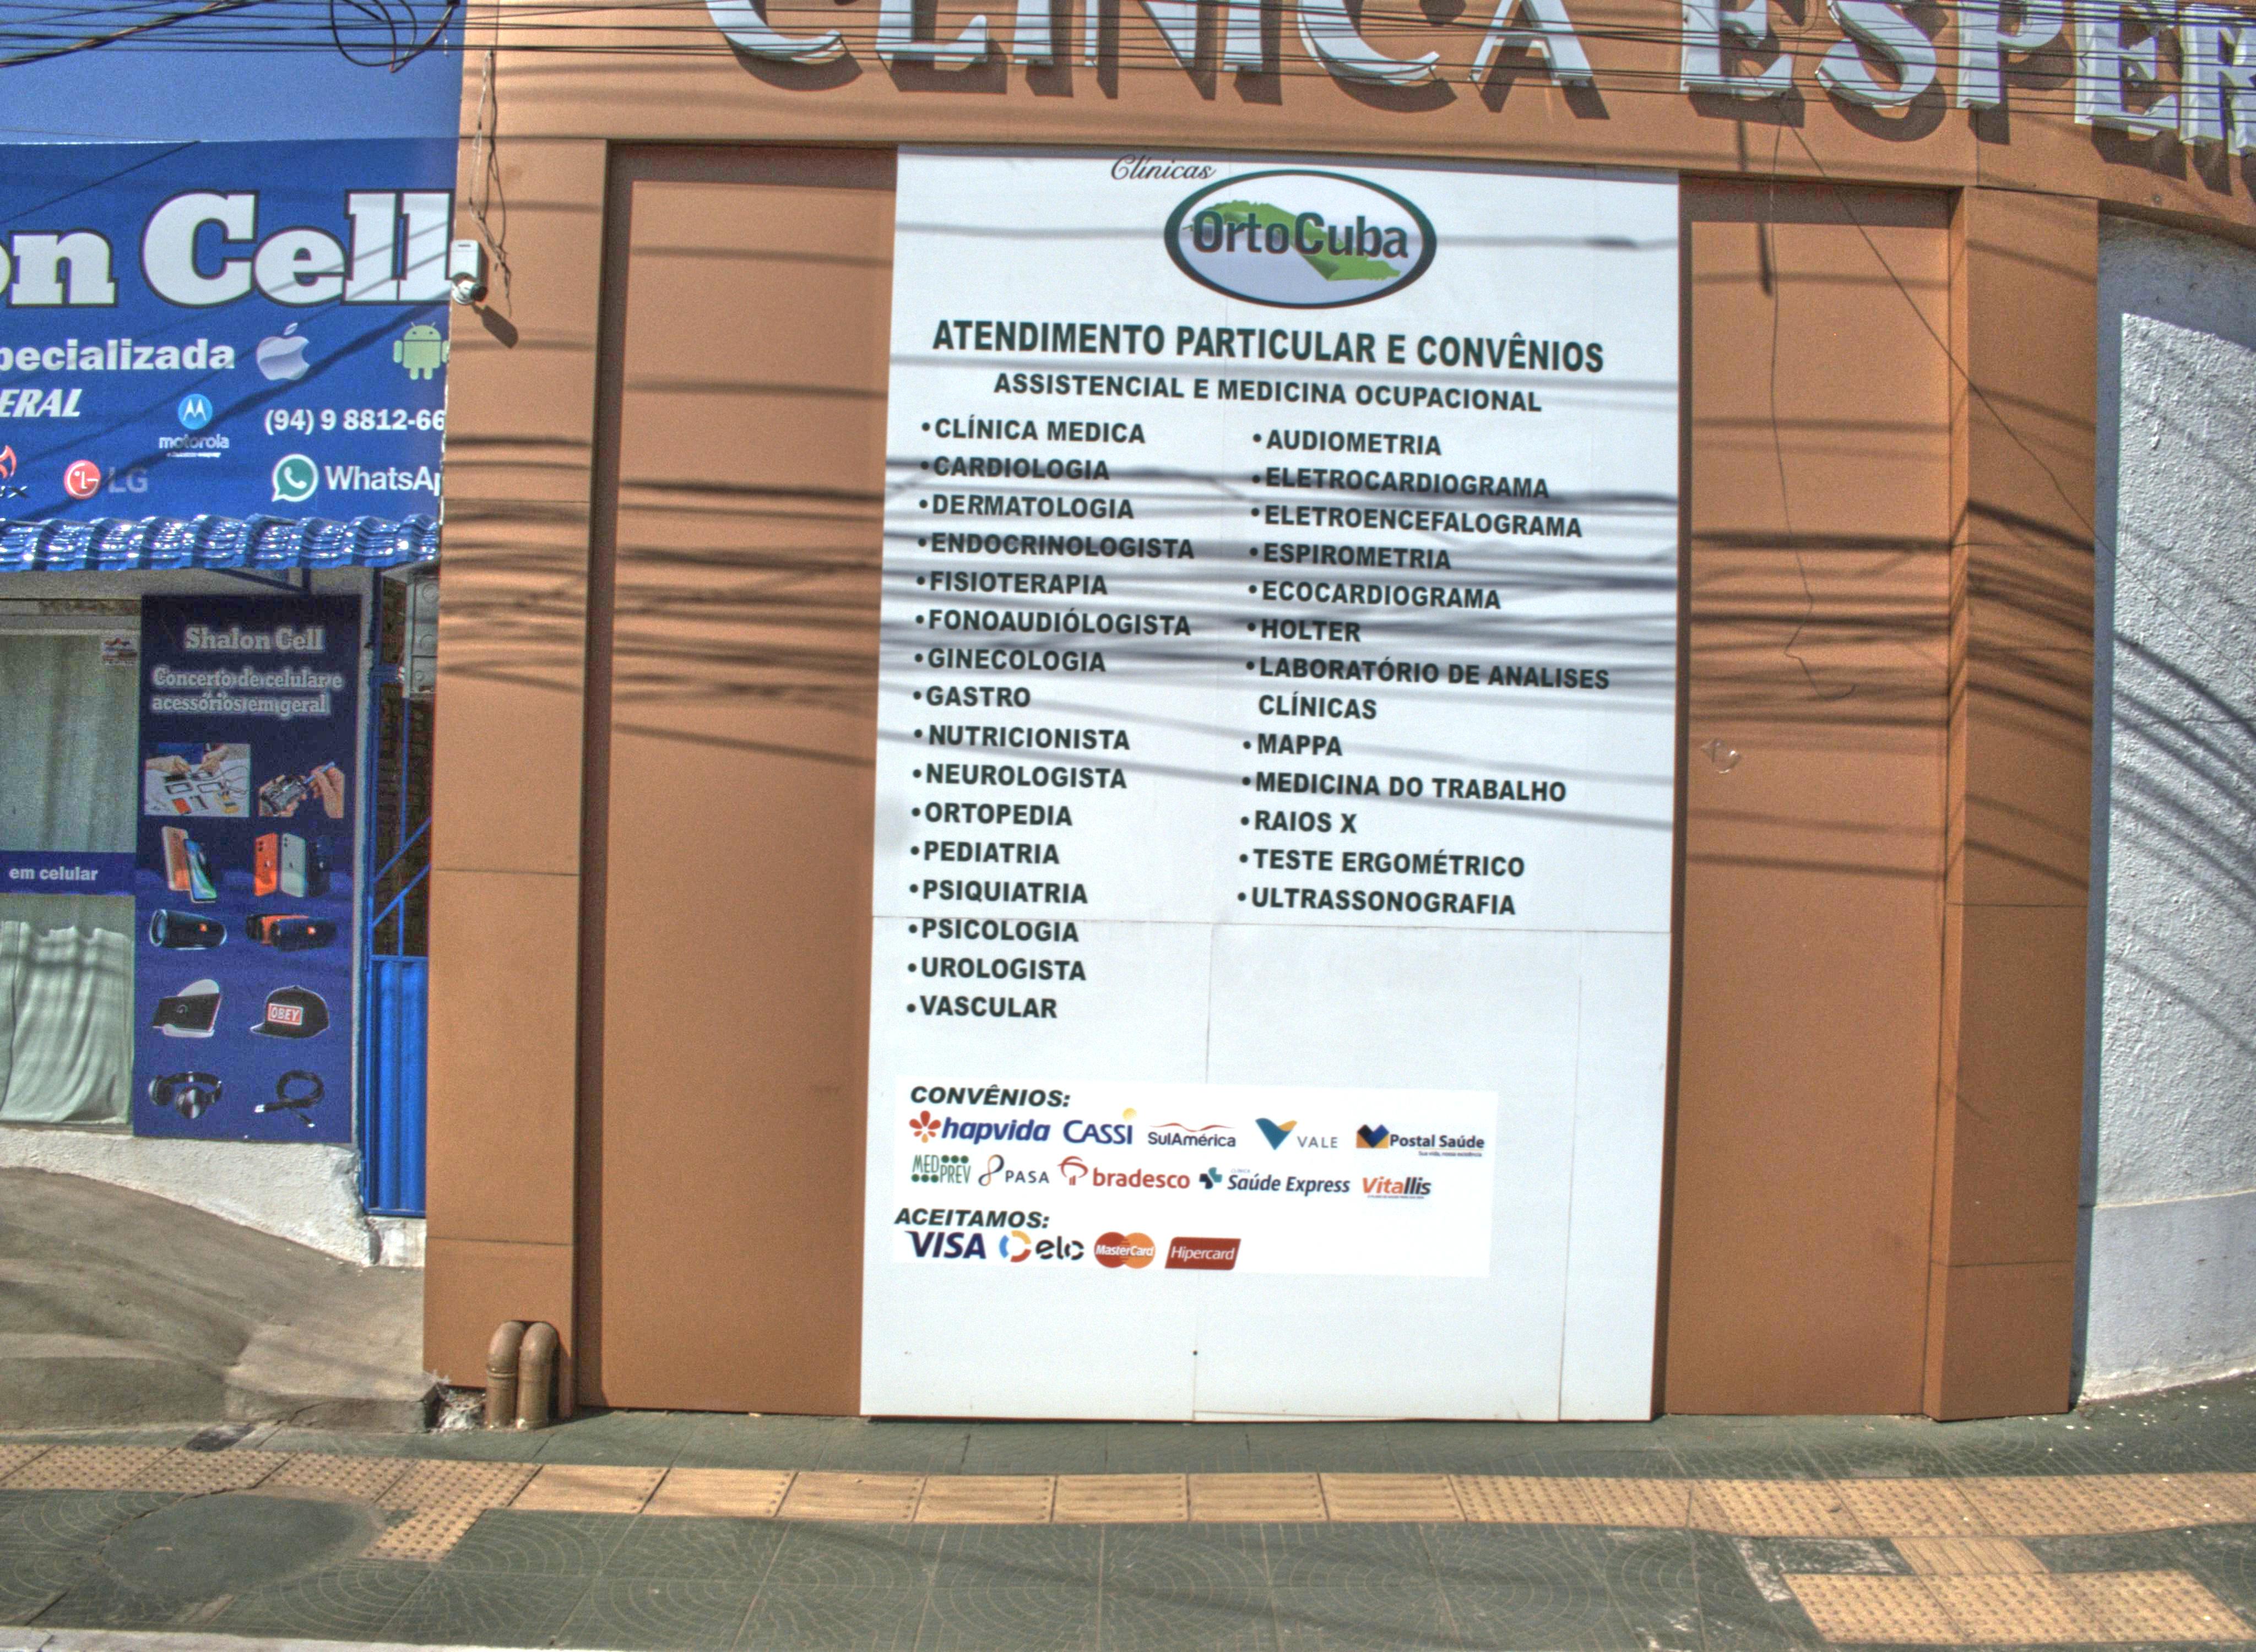 CLINICA ESPER
on Cell
pecializada
ERAL
motorola
(94) 9 8812-66
LG
WhatsAp
Shalon Cell
Concerto de celular e
acessórios em geral
em celular
OBEY
Clínicas
OrtoCuba
ATENDIMENTO PARTICULAR E CONVÊNIOS
ASSISTENCIAL E MEDICINA OCUPACIONAL
•CLÍNICA MEDICA
•CARDIOLOGIA
•DERMATOLOGIA
•ENDOCRINOLOGISTA
•FISIOTERAPIA
•FONOAUDIÓLOGISTA
•GINECOLOGIA
•GASTRO
•NUTRICIONISTA
•NEUROLOGISTA
•ORTOPEDIA
•PEDIATRIA
•PSIQUIATRIA
•PSICOLOGIA
•UROLOGISTA
•VASCULAR
•AUDIOMETRIA
•ELETROCARDIOGRAMA
•ELETROENCEFALOGRAMA
•ESPIROMETRIA
•ECOCARDIOGRAMA
•HOLTER
•LABORATÓRIO DE ANALISES
CLÍNICAS
•MAPPA
•MEDICINA DO TRABALHO
•RAIOS X
•TESTE ERGOMÉTRICO
•ULTRASSONOGRAFIA
CONVÊNIOS:
hapvida CASSI SulAmérica VALE Postal Saúde
MED PREV PASA bradesco Saúde Express Vitallis
ACEITAMOS:
VISA elo MasterCard Hipercard